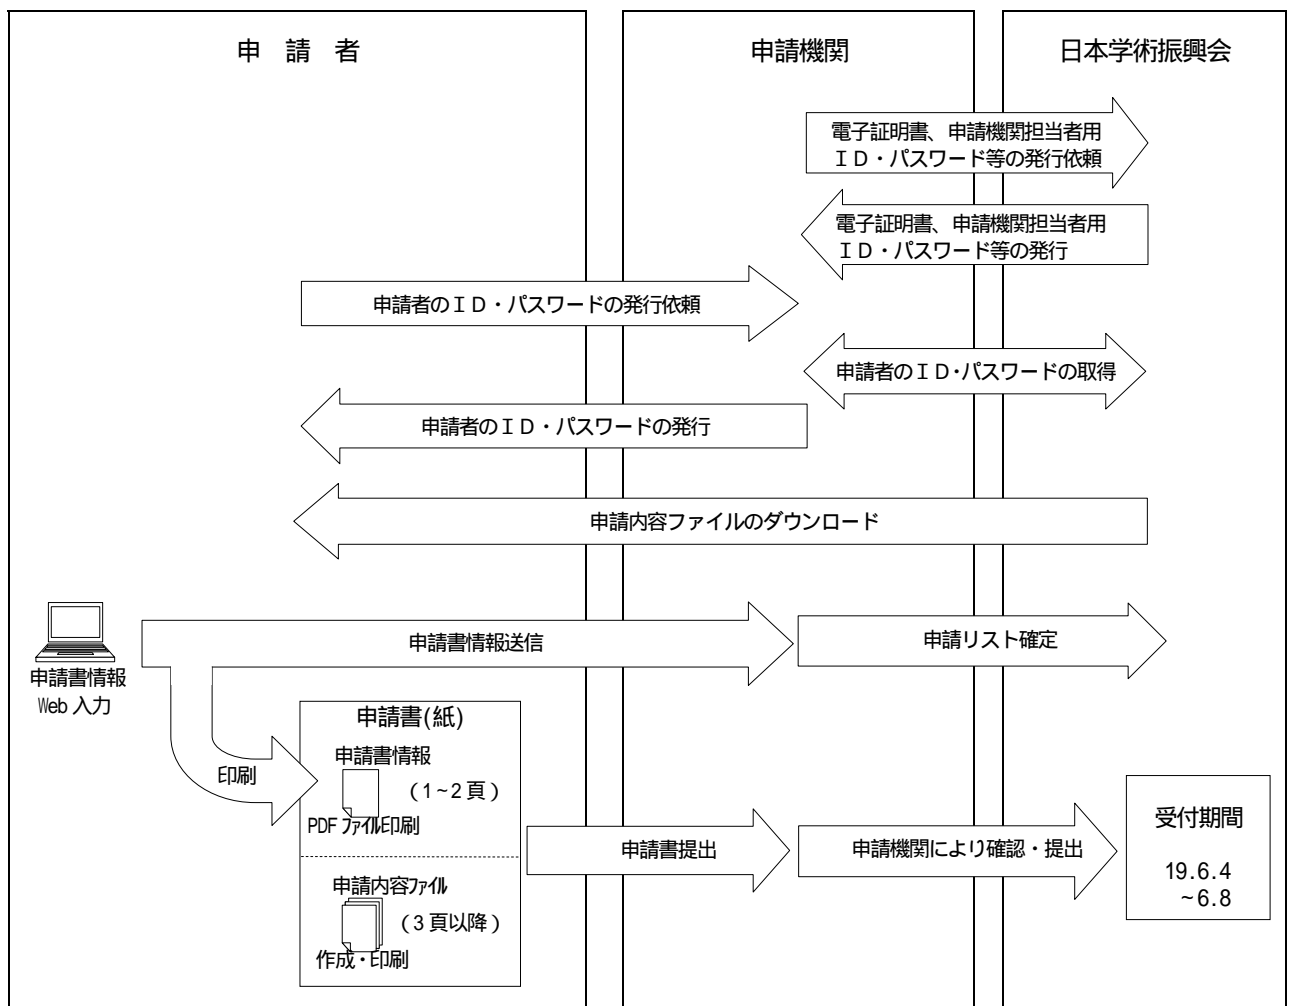 申 請 者
申請機関
日本学術振興会
電子証明書、申請機関担当者用
ＩＤ・パスワード等の発行依頼
電子証明書、申請機関担当者用
ＩＤ・パスワード等の発行
申請者のＩＤ・パスワードの発行依頼
申請者のＩＤ・パスワードの取得
申請者のＩＤ・パスワードの発行
申請内容ファイルのダウンロード
申請書情報送信
申請リスト確定
申請書情報
Web 入力
印刷
申請書(紙)
申請書情報
（1~2 頁）
PDF ファイル印刷
申請内容ファイル
（3 頁以降）
作成・印刷
申請書提出
申請機関により確認・提出
受付期間
19.6.4
~6.8